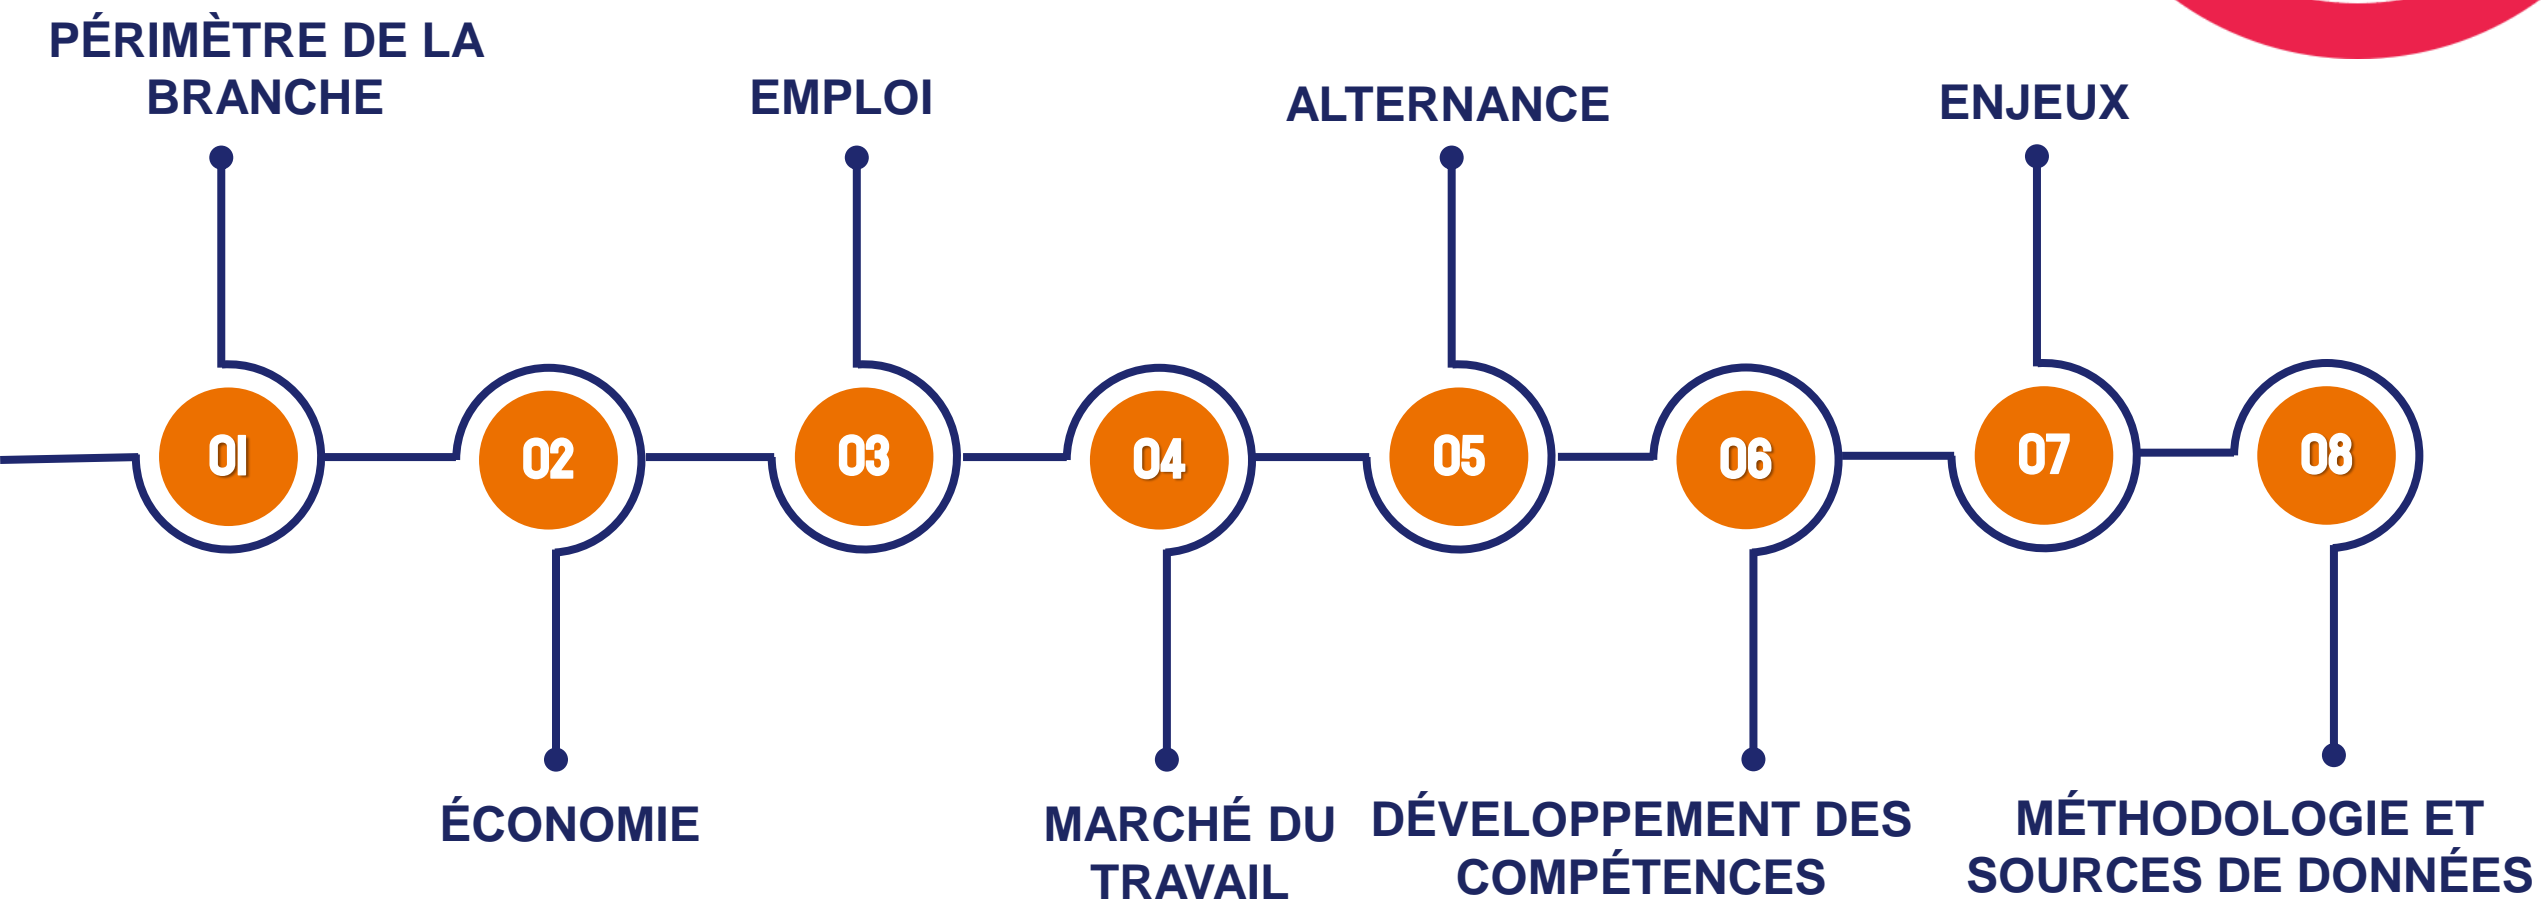 PÉRIMÈTRE DE LA
BRANCHE
EMPLOI
ALTERNANCE
ENJEUX
01
02
03
04
05
06
07
08
ÉCONOMIE
MARCHÉ DU
TRAVAIL
DÉVELOPPEMENT DES
COMPÉTENCES
MÉTHODOLOGIE ET
SOURCES DE DONNÉES